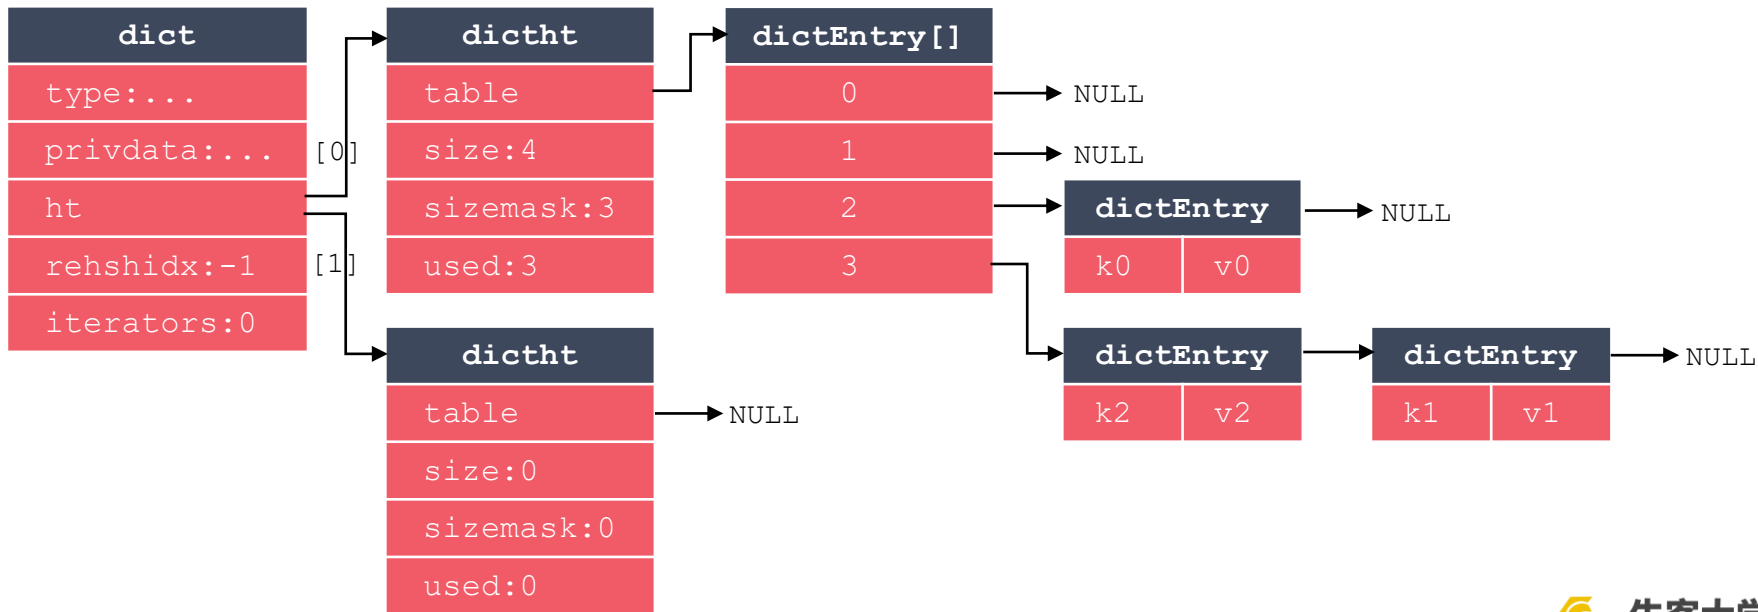 dict
type:...
privdata:...
ht
rehshidx:-1
iterators:0
[0]
[1]
dictht
table
size:4
sizemask:3
used:3
dictht
table
size:0
sizemask:0
used:0
NULL
dictEntry[]
0
1
2
3
NULL
NULL
dictEntry
k0 v0
NULL
dictEntry
k2 v2
dictEntry
k1 v1
NULL